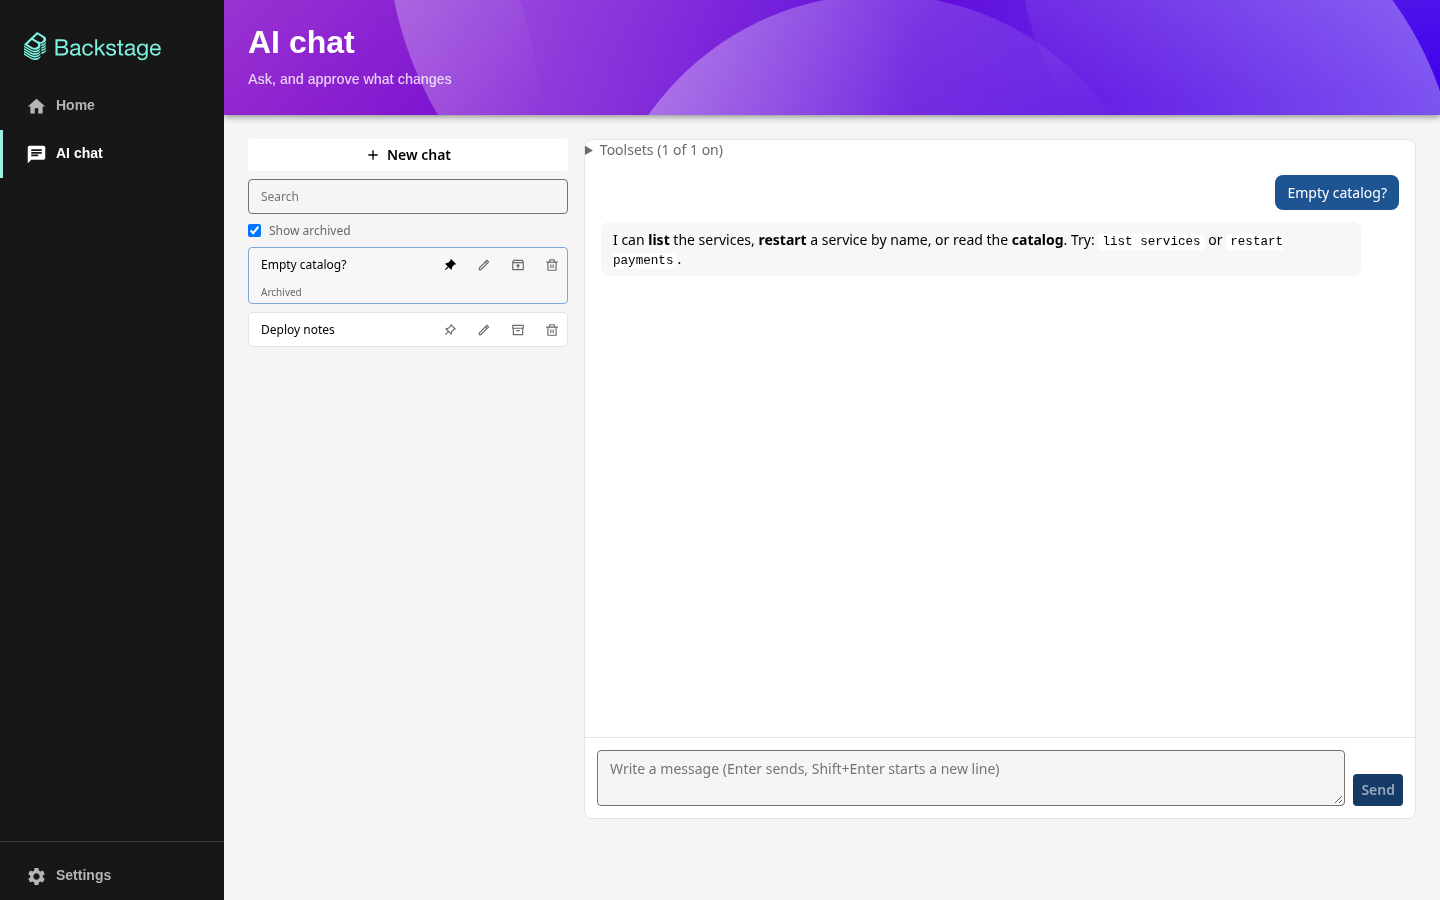 Backstage
Home
AI chat
Settings
AI chat
Ask, and approve what changes
New chat
Search
Show archived
Empty catalog?
Archived
Deploy notes
Toolsets (1 of 1 on)
Empty catalog?
I can list the services, restart a service by name, or read the catalog. Try: list services or restart
payments.
Write a message (Enter sends, Shift+Enter starts a new line)
Send